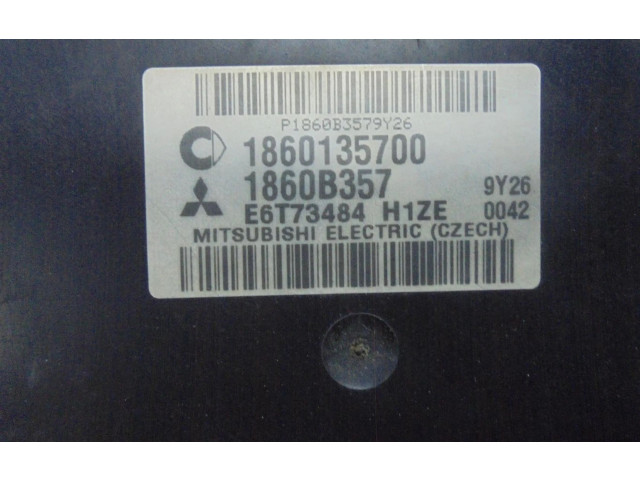 P1860B3579Y26
1860135700
1860B357 9Y26
E6T73484 H1ZE 0042
MITSUBISHI ELECTRIC (CZECH)